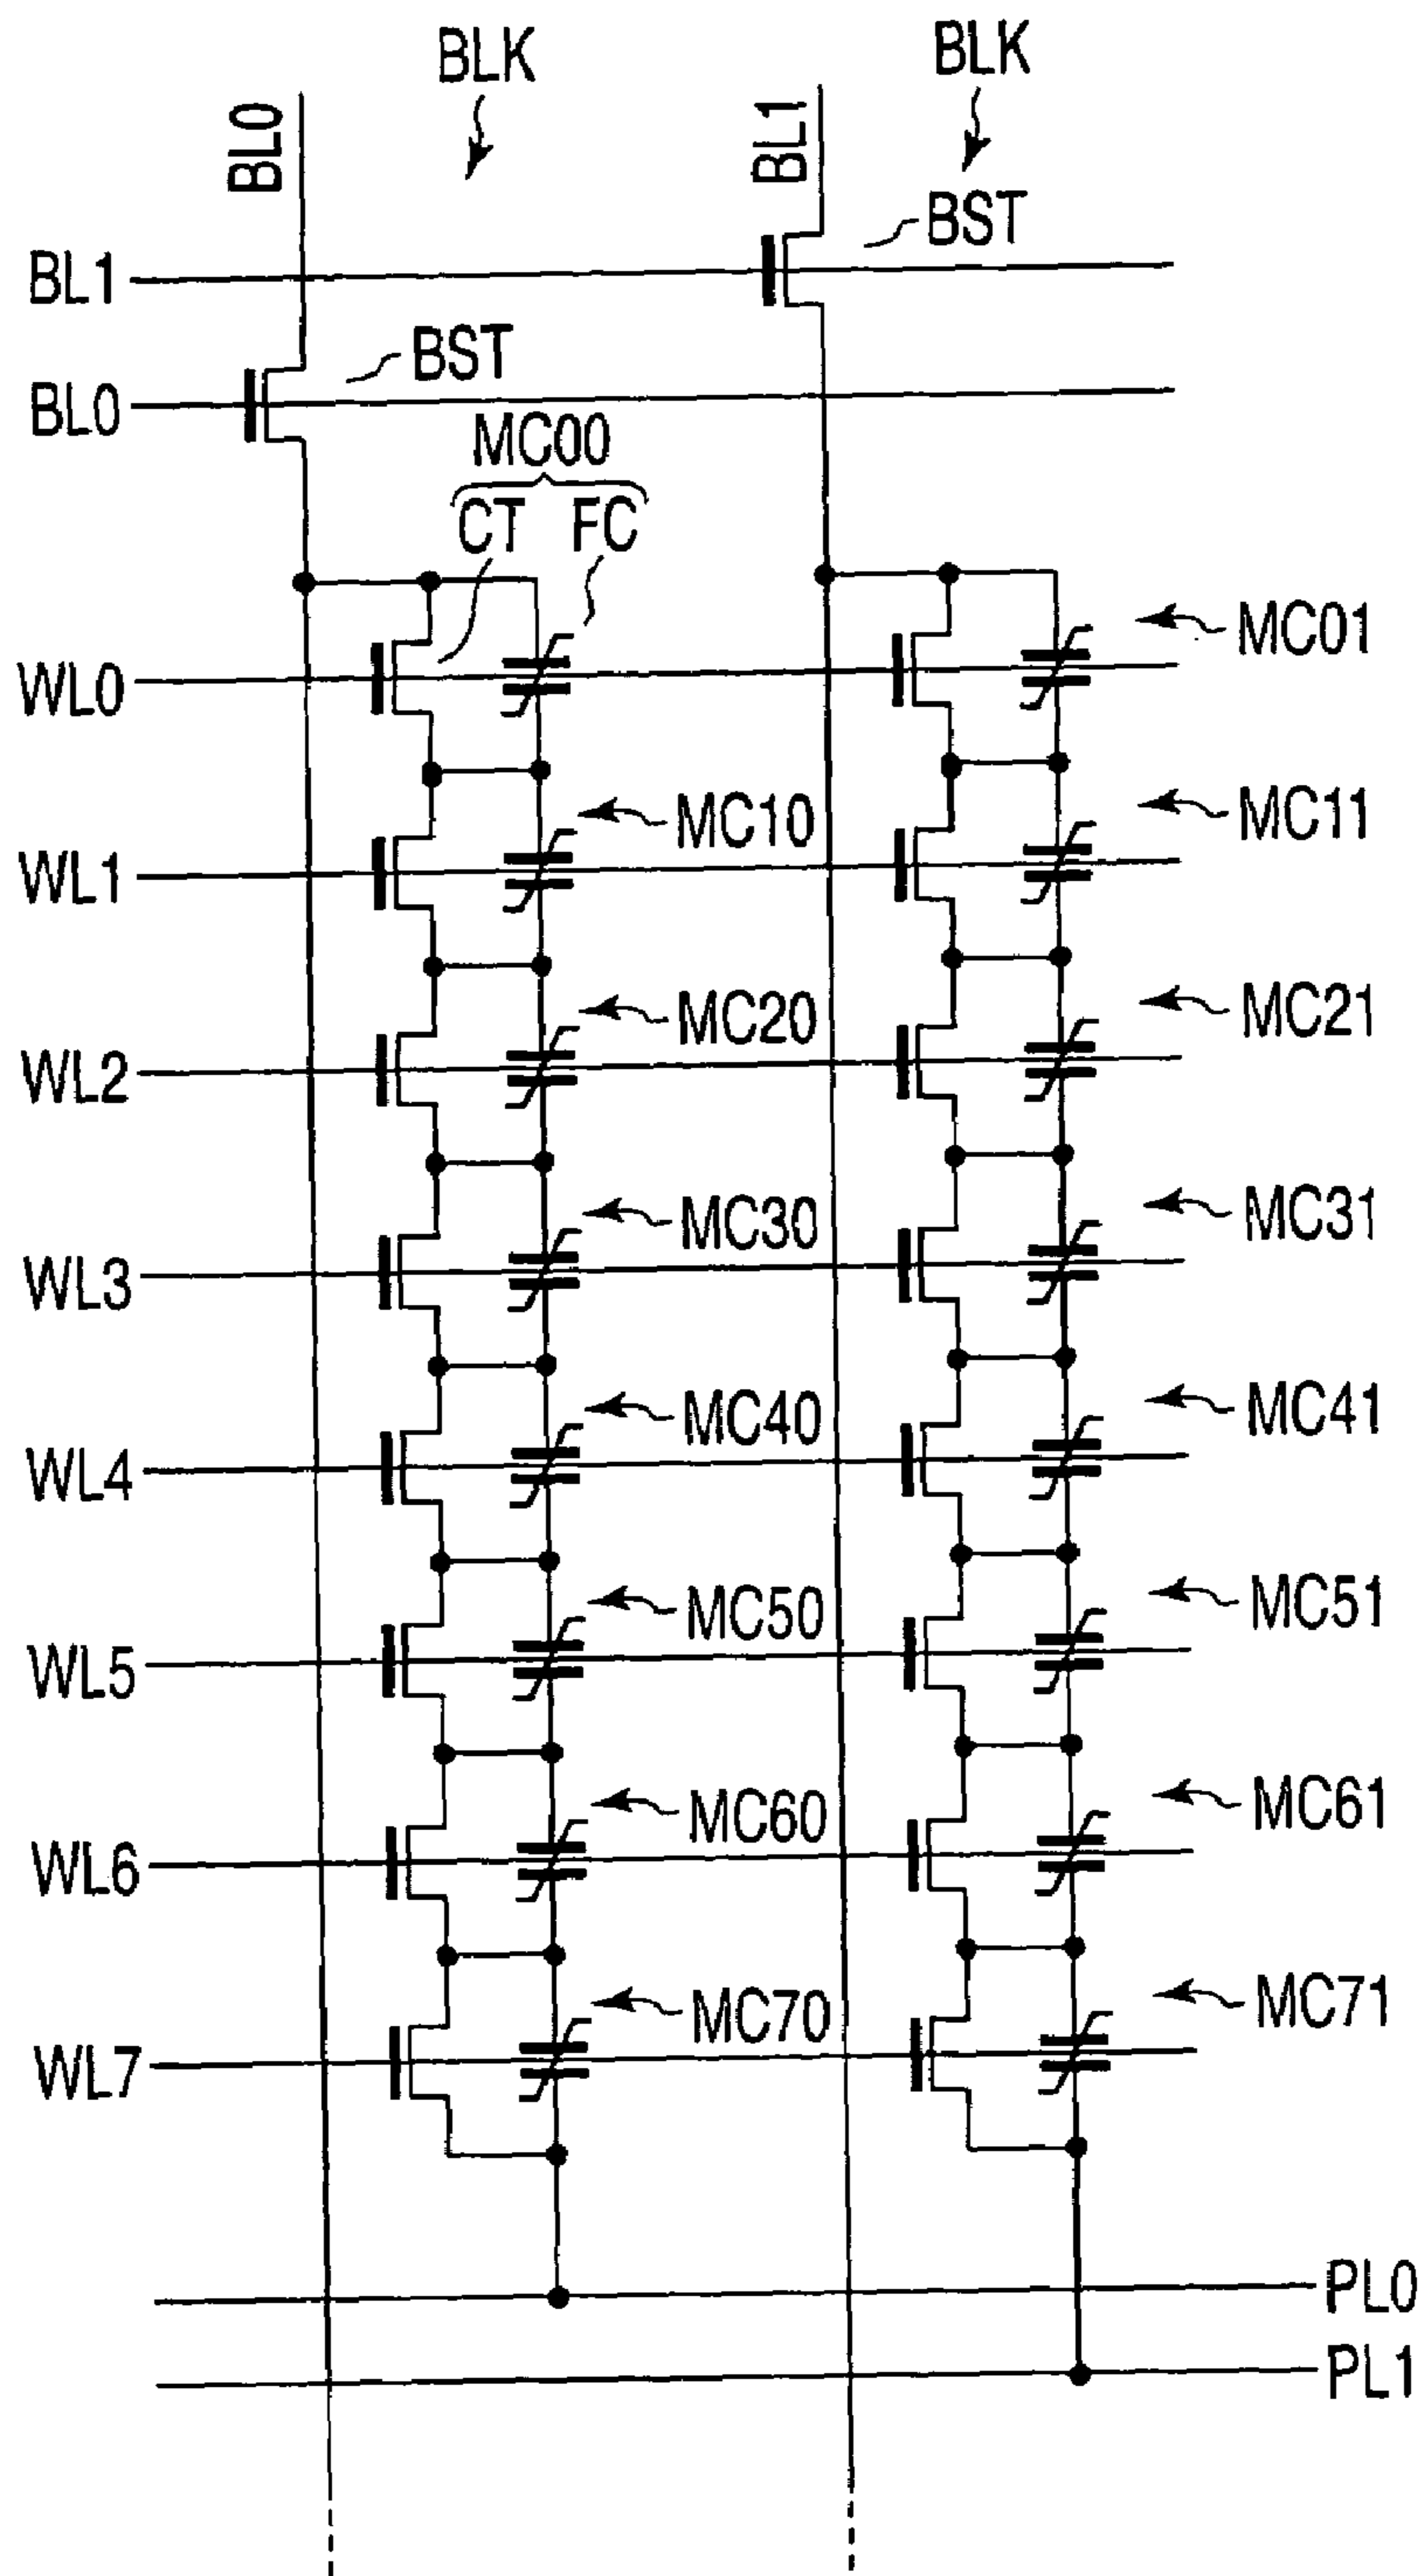 BLK BLK
BL0 BL1
BST
BL1
BST
BL0
MC00
CT FC
MC01
WL0
MC10 MC11
WL1
MC20 MC21
WL2
MC30 MC31
WL3
MC40 MC41
WL4
MC50 MC51
WL5
MC60 MC61
WL6
MC70 MC71
WL7
PL0
PL1